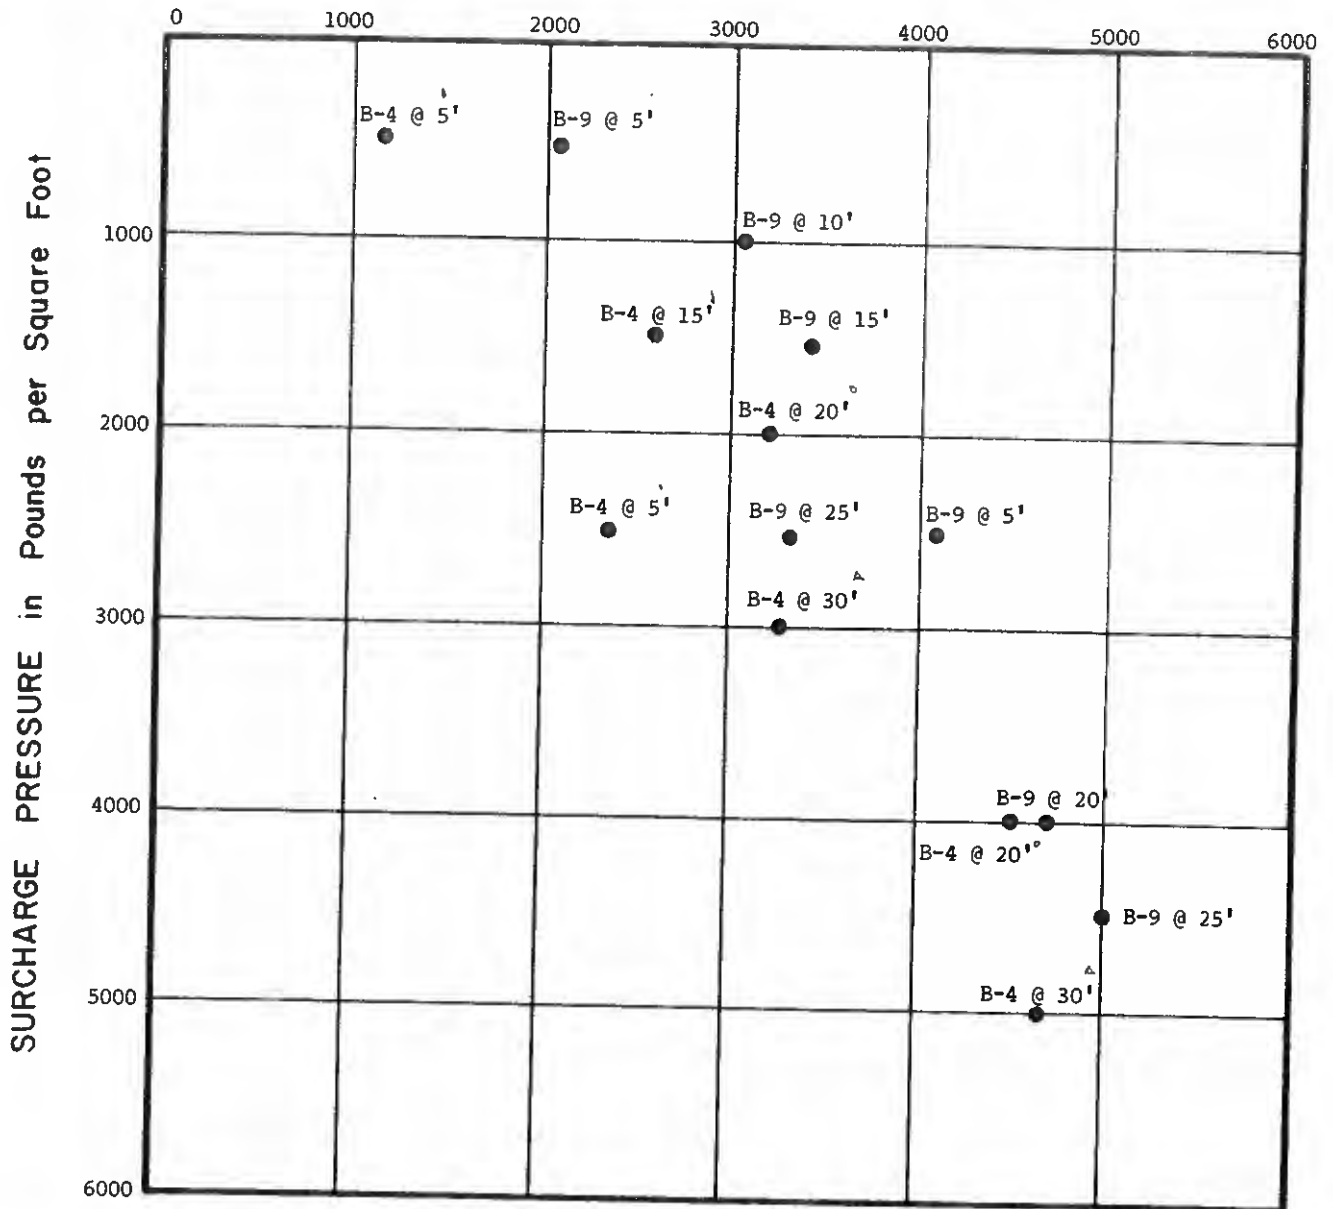 0 1000 2000 3000 4000 5000 6000
SURCHARGE PRESSURE in Pounds per Square Foot
B-4 @ 5' B-9 @ 5'
1000
B-9 @ 10'
B-4 @ 15' B-9 @ 15'
2000
B-4 @ 20'
B-4 @ 5' B-9 @ 25' B-9 @ 5'
3000
B-4 @ 30'
4000
B-9 @ 20'
B-4 @ 20'
B-9 @ 25'
5000
B-4 @ 30'
6000